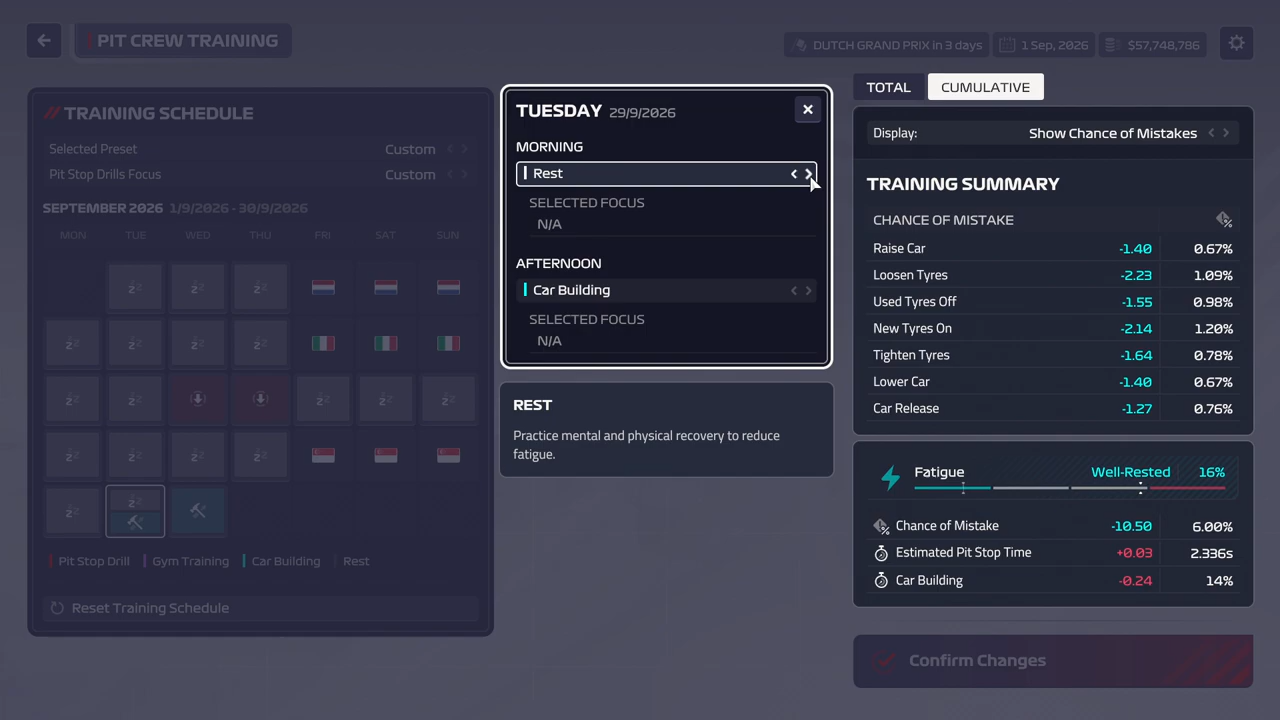 PIT CREW TRAINING
DUTCH GRAND PRIX in 3 days
1 Sep, 2026
$57,748,786
TRAINING SCHEDULE
Selected Preset Custom
Pit Stop Drills Focus Custom
SEPTEMBER 2026 1/9/2026 - 30/9/2026
MON TUE WED THU FRI SAT SUN
Pit Stop Drill Gym Training Car Building Rest
Reset Training Schedule
TUESDAY 29/9/2026
MORNING
Rest
SELECTED FOCUS
N/A
AFTERNOON
Car Building
SELECTED FOCUS
N/A
REST
Practice mental and physical recovery to reduce
fatigue.
TOTAL CUMULATIVE
Display: Show Chance of Mistakes
TRAINING SUMMARY
CHANCE OF MISTAKE
Raise Car -1.40 0.67%
Loosen Tyres -2.23 1.09%
Used Tyres Off -1.55 0.98%
New Tyres On -2.14 1.20%
Tighten Tyres -1.64 0.78%
Lower Car -1.40 0.67%
Car Release -1.27 0.76%
Fatigue Well-Rested 16%
Chance of Mistake -10.50 6.00%
Estimated Pit Stop Time +0.03 2.336s
Car Building -0.24 14%
Confirm Changes